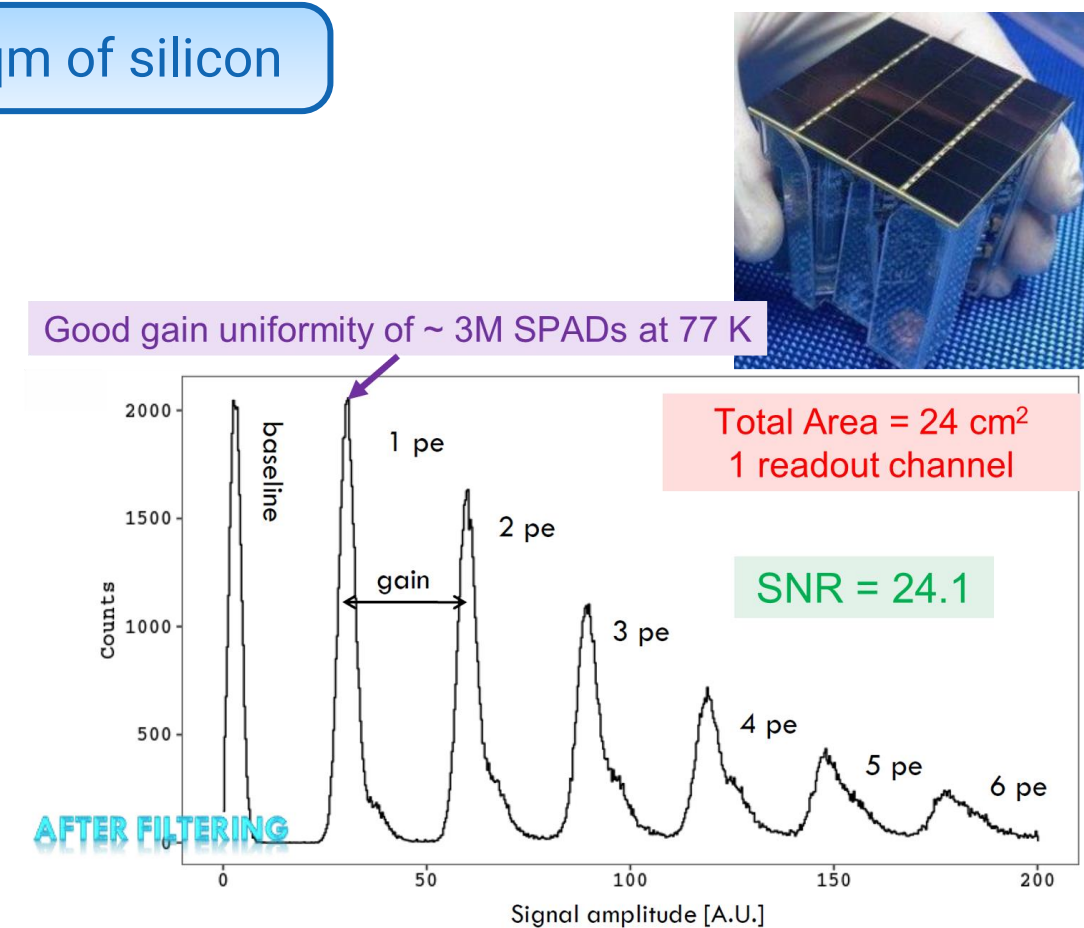 of silicon
Good gain uniformity of ~ 3M SPADs at 77 K
Total Area = 24 cm²
1 readout channel
SNR = 24.1
baseline
1 pe
2 pe
3 pe
4 pe
5 pe
6 pe
gain
Counts
2000
1500
1000
500
0
AFTER FILTERING
0 50 100 150 200
Signal amplitude [A.U.]